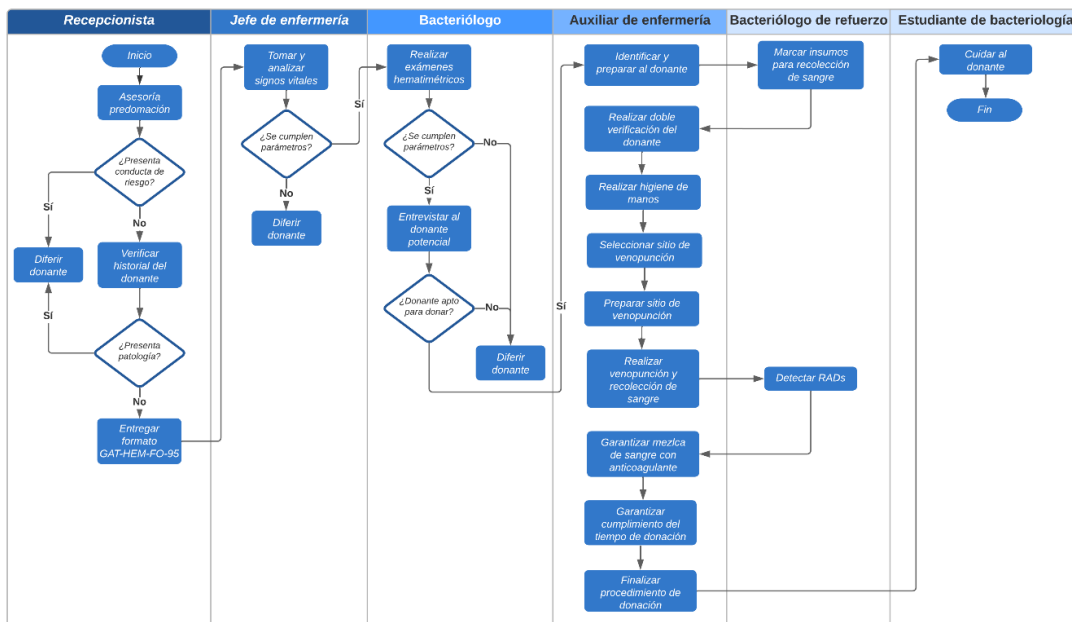 Recepcionista
Jefe de enfermería
Bacteriólogo
Auxiliar de enfermería
Bacteriólogo de refuerzo
Estudiante de bacteriología
Inicio
Asesoría
predomación
¿Presenta
conducta de
riesgo?
Sí
No
Diferir
donante
Verificar
historial del
donante
Sí
¿Presenta
patología?
No
Entregar
formato
GAT-HEM-FO-95
Tomar y
analizar
signos vitales
Sí
¿Se cumplen
parámetros?
No
Diferir
donante
Realizar
exámenes
hematimétricos
¿Se cumplen
parámetros?
No
Sí
Entrevistar al
donante
potencial
¿Donante apto
para donar?
No
Diferir
donante
Sí
Identificar y
preparar al donante
Realizar doble
verificación del
donante
Realizar higiene de
manos
Seleccionar sitio de
venopunción
Preparar sitio de
venopunción
Realizar
venopunción y
recolección de
sangre
Garantizar mezlca
de sangre con
anticoagulante
Garantizar
cumplimiento del
tiempo de donación
Finalizar
procedimiento de
donación
Marcar insumos
para recolección
de sangre
Detectar RADs
Cuidar al
donante
Fin